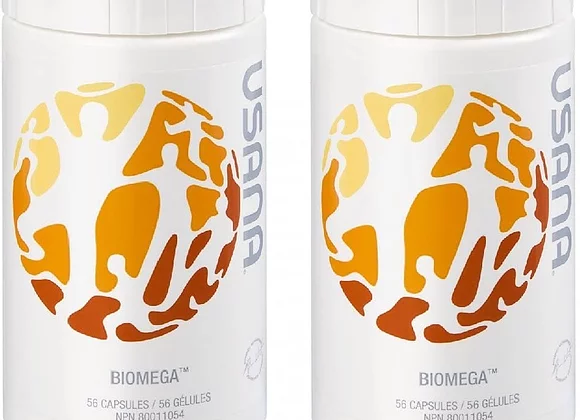 USANA
BIOMEGA™
56 CAPSULES / 56 GÉLULES
NPN 80011054
USANA
BIOMEGA™
56 CAPSULES / 56 GÉLULES
NPN 80011054